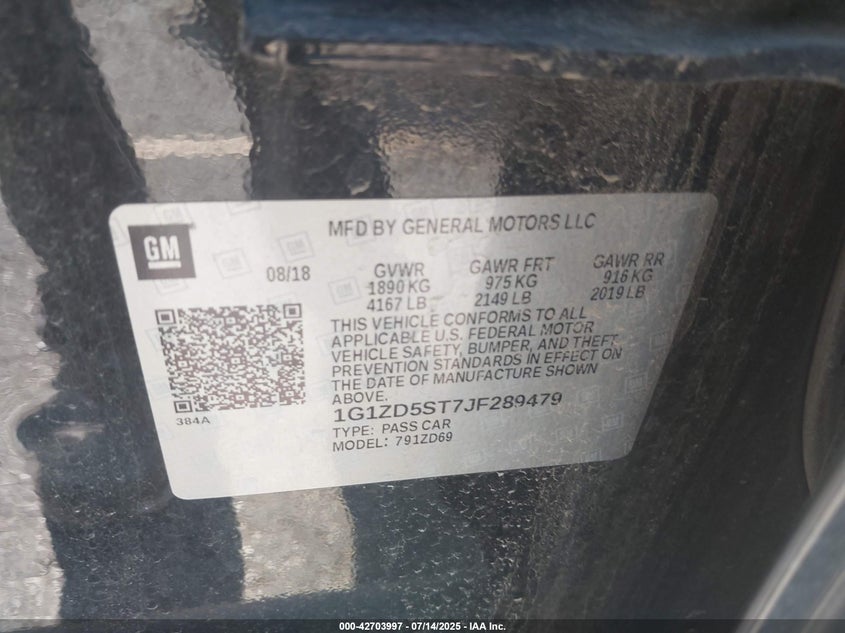 GM
MFD BY GENERAL MOTORS LLC
08/18
GVWR
1890 KG
4167 LB
GAWR FRT
975 KG
2149 LB
GAWR RR
916 KG
2019 LB
THIS VEHICLE CONFORMS TO ALL
APPLICABLE U.S. FEDERAL MOTOR
VEHICLE SAFETY, BUMPER, AND THEFT
PREVENTION STANDARDS IN EFFECT ON
THE DATE OF MANUFACTURE SHOWN
ABOVE.
384A
1G1ZD5ST7JF289479
TYPE: PASS CAR
MODEL: 791ZD69
000-42703997 | 07/14/2025 - IAA Inc.